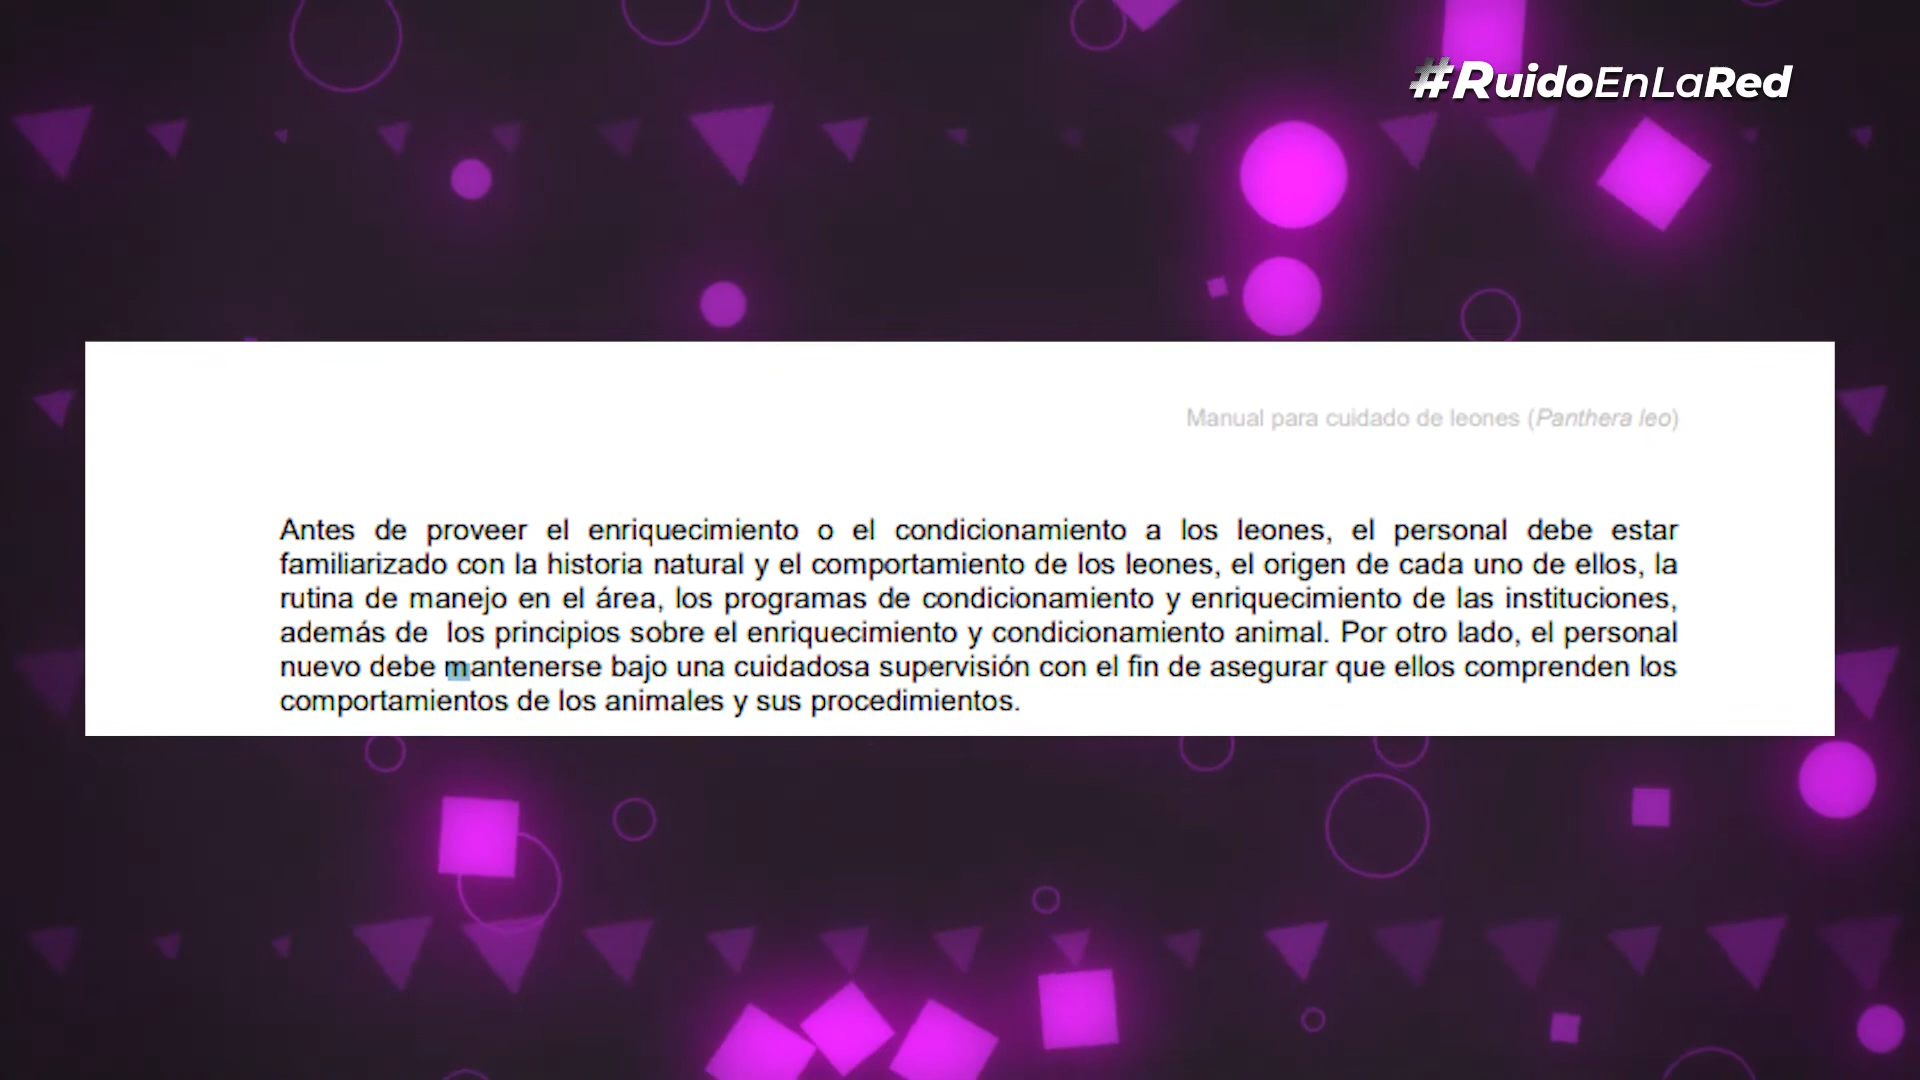 #RuidoEnLaRed
Manual para cuidado de leones (Panthera leo)
Antes de proveer el enriquecimiento o el condicionamiento a los leones, el personal debe estar
familiarizado con la historia natural y el comportamiento de los leones, el origen de cada uno de ellos, la
rutina de manejo en el área, los programas de condicionamiento y enriquecimiento de las instituciones,
además de los principios sobre el enriquecimiento y condicionamiento animal. Por otro lado, el personal
nuevo debe mantenerse bajo una cuidadosa supervisión con el fin de asegurar que ellos comprenden los
comportamientos de los animales y sus procedimientos.